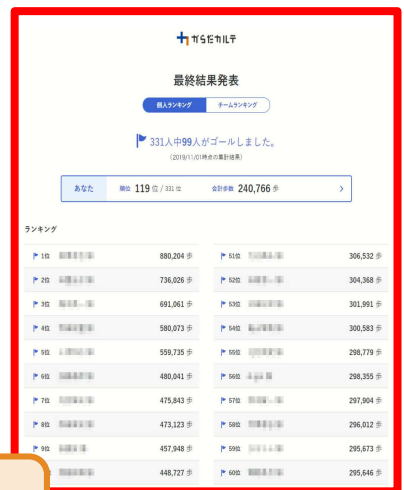 からだカルテ
最終結果発表
個人ランキング チームランキング
331人中99人がゴールしました。
(2019/11/01時点の集計結果)
あなた 順位 119 位 / 331 位 合計歩数 240,766 歩
ランキング
1位 880,204 歩 51位 306,532 歩
2位 736,026 歩 52位 304,368 歩
3位 691,061 歩 53位 301,991 歩
4位 580,073 歩 54位 300,583 歩
5位 559,735 歩 55位 298,779 歩
6位 480,041 歩 56位 298,355 歩
7位 475,843 歩 57位 297,904 歩
8位 473,123 歩 58位 296,012 歩
9位 457,948 歩 59位 295,673 歩
448,727 歩 60位 295,646 歩